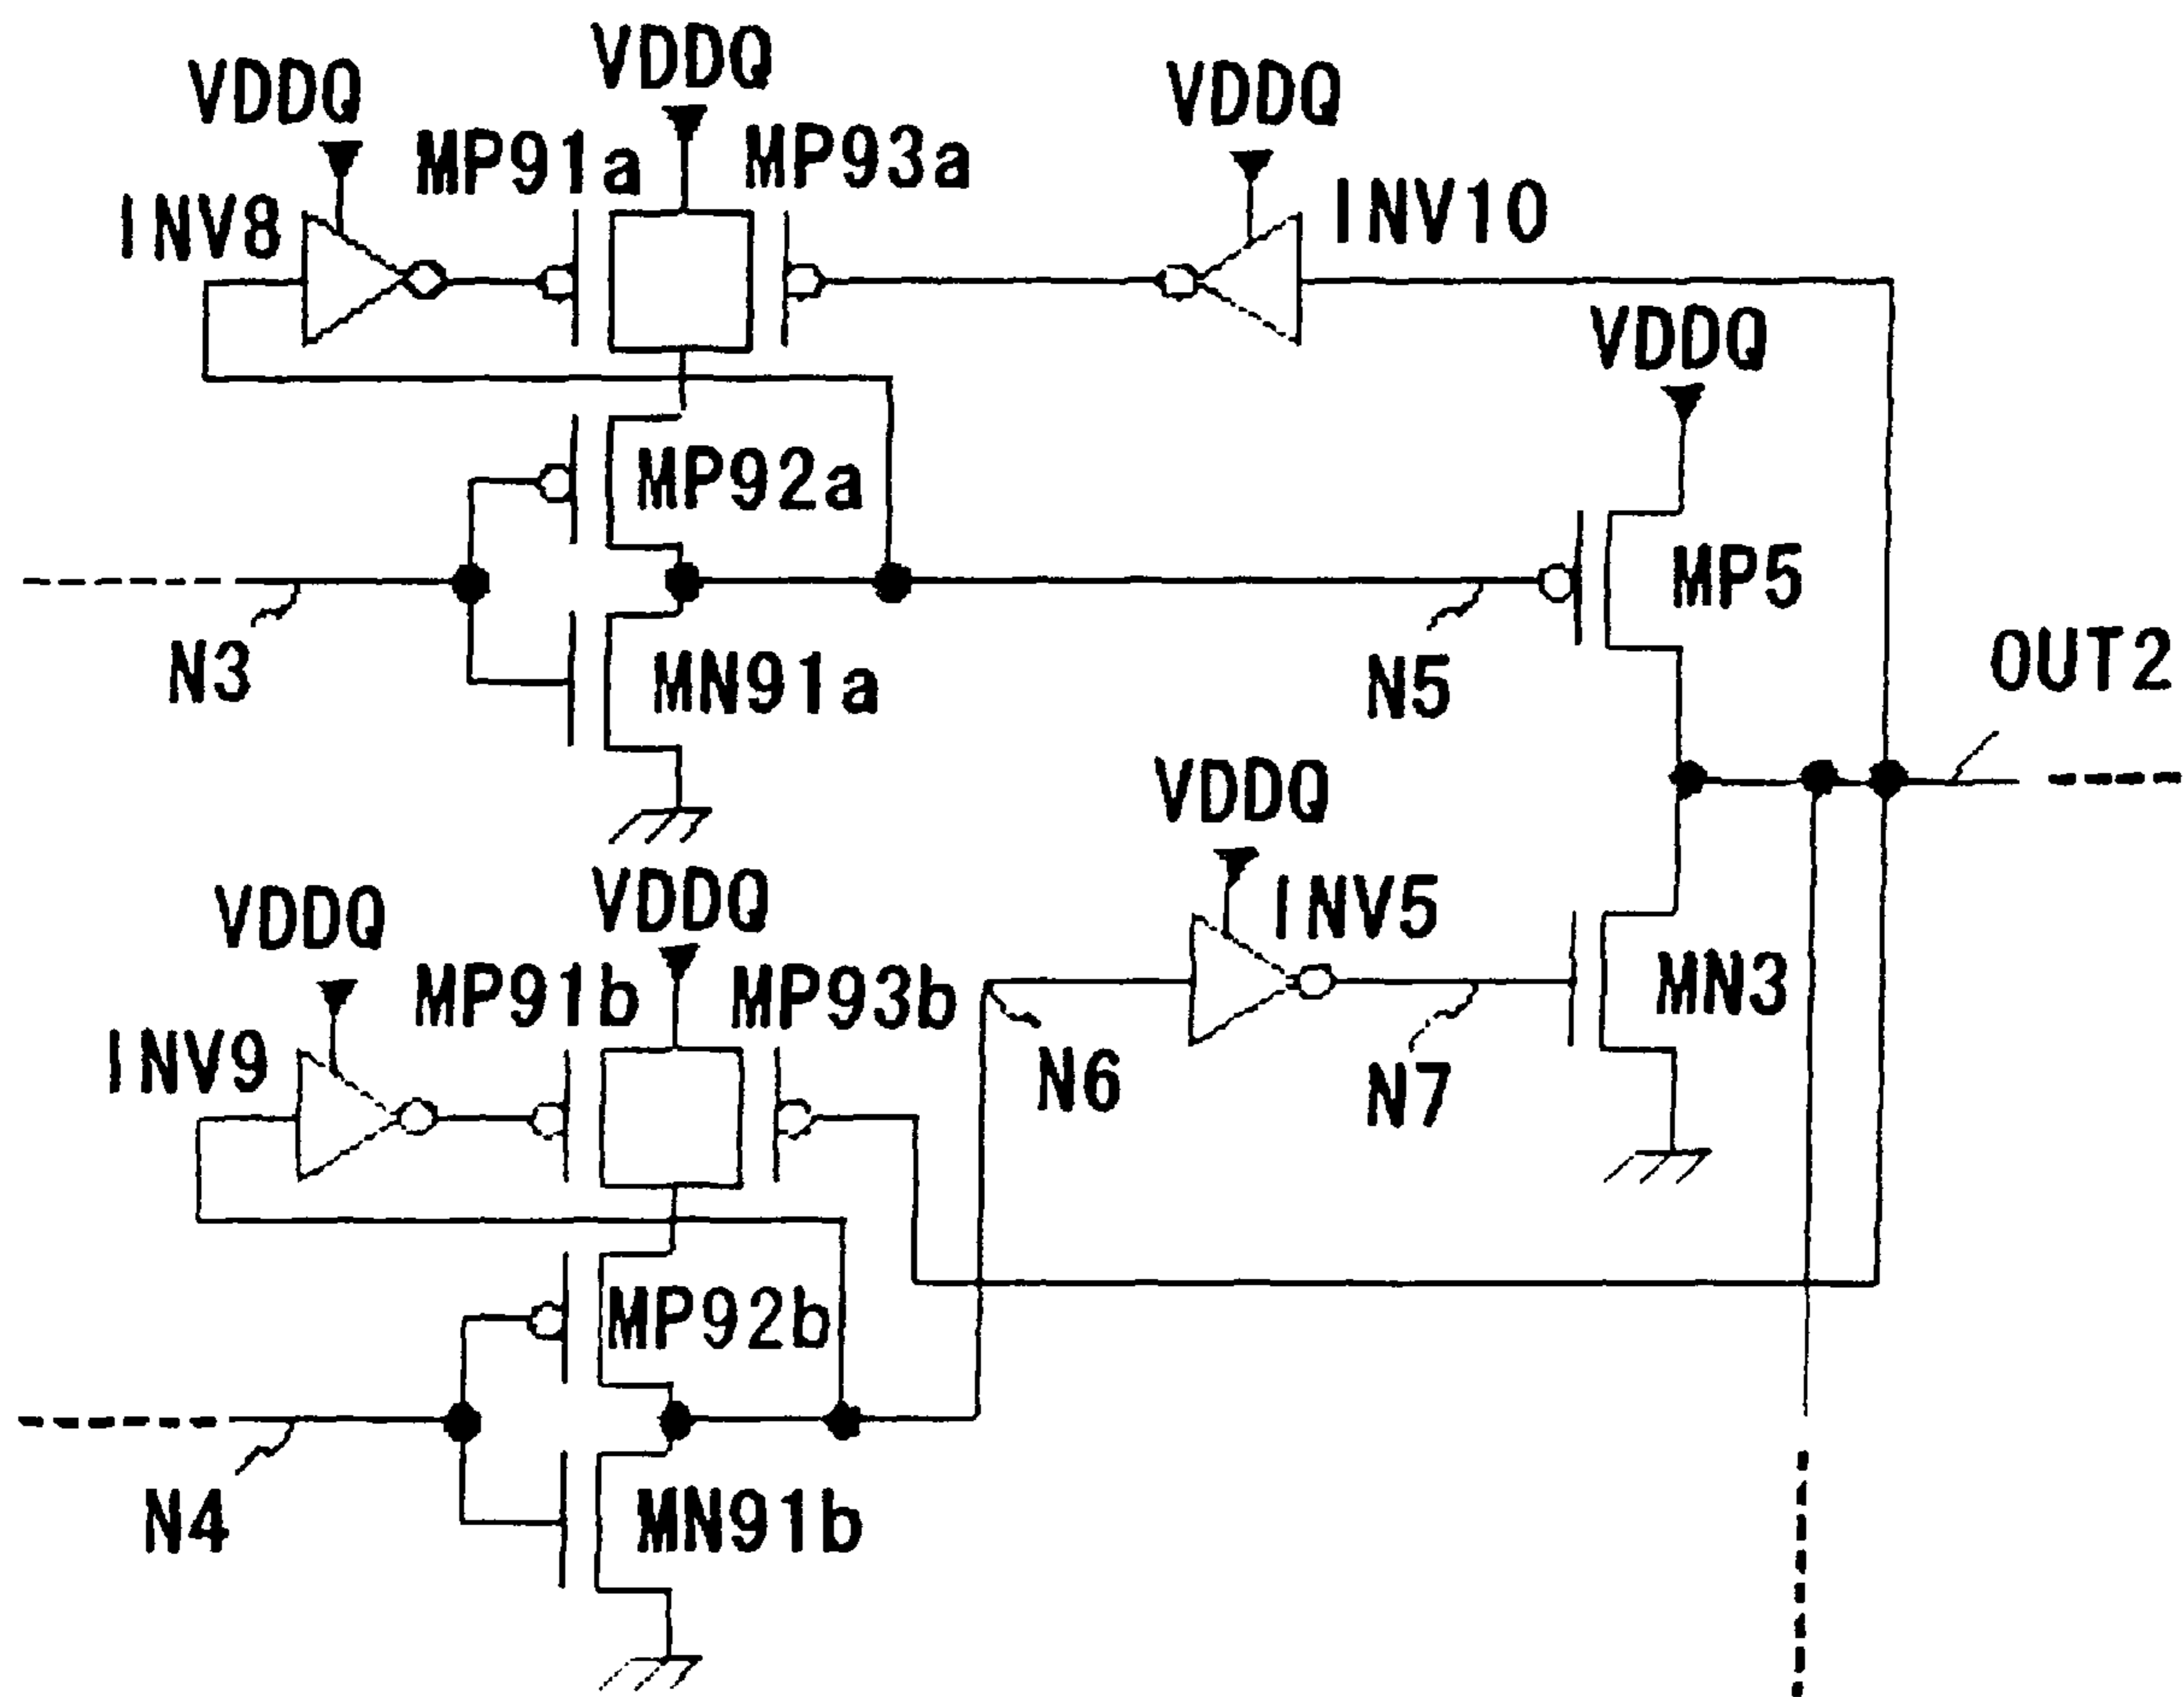 VDDQ
VDDQ
VDDQ
MP91a
MP93a
INV8
INV10
VDDQ
MP92a
MP5
N3
MN91a
N5
OUT2
VDDQ
VDDQ
VDDQ
INV5
MP91b
MP93b
MN3
INV9
N6
N7
MP92b
N4
MN91b